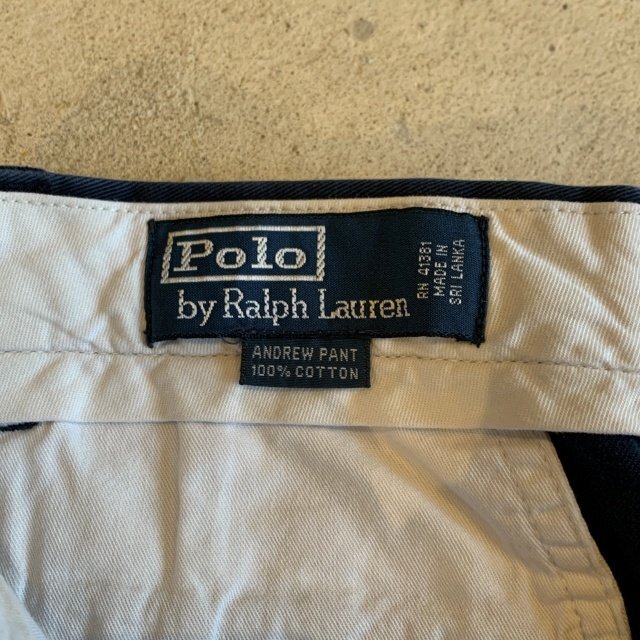 Polo
by Ralph Lauren
RN 41381
MADE IN
SRI LANKA
ANDREW PANT
100% COTTON